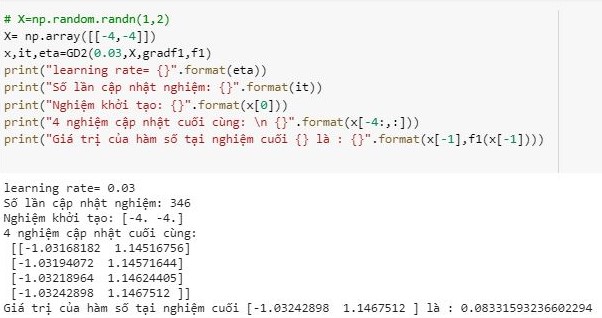 # X=np.random.randn(1,2)
X= np.array([[-4,-4]])
x,it,eta=GD2(0.03,X,gradf1,f1)
print("learning rate= {}".format(eta))
print("Số lần cập nhật nghiệm: {}".format(it))
print("Nghiệm khởi tạo: {}".format(x[0]))
print("4 nghiệm cập nhật cuối cùng: \n {}".format(x[-4:,:]))
print("Giá trị của hàm số tại nghiệm cuối {} là : {}".format(x[-1],f1(x[-1])))
learning rate= 0.03
Số lần cập nhật nghiệm: 346
Nghiệm khởi tạo: [-4. -4.]
4 nghiệm cập nhật cuối cùng:
[[-1.03168182 1.14516756]
[-1.03194072 1.14571644]
[-1.03218964 1.14624405]
[-1.03242898 1.1467512 ]]
Giá trị của hàm số tại nghiệm cuối [-1.03242898 1.1467512 ] là : 0.08331593236602294